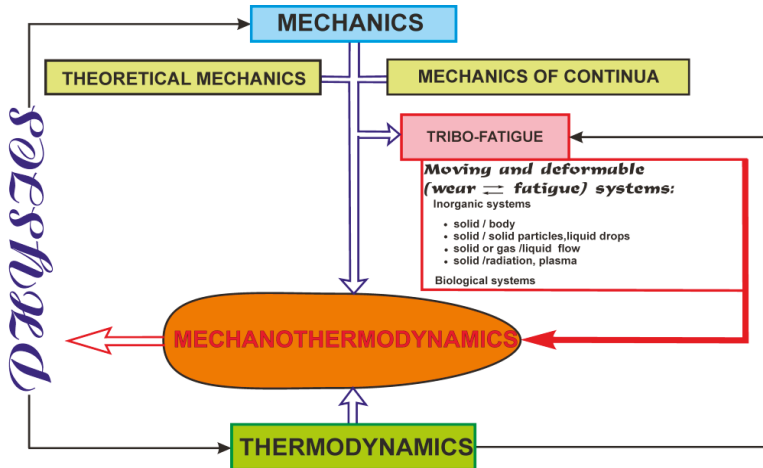 MECHANICS
THEORETICAL MECHANICS
MECHANICS OF CONTINUA
PHYSICS
TRIBO-FATIGUE
Moving and deformable
(wear ⇄ fatigue) systems:
Inorganic systems
• solid / body
• solid / solid particles,liquid drops
• solid or gas /liquid flow
• solid /radiation, plasma
Biological systems
MECHANOTHERMODYNAMICS
THERMODYNAMICS